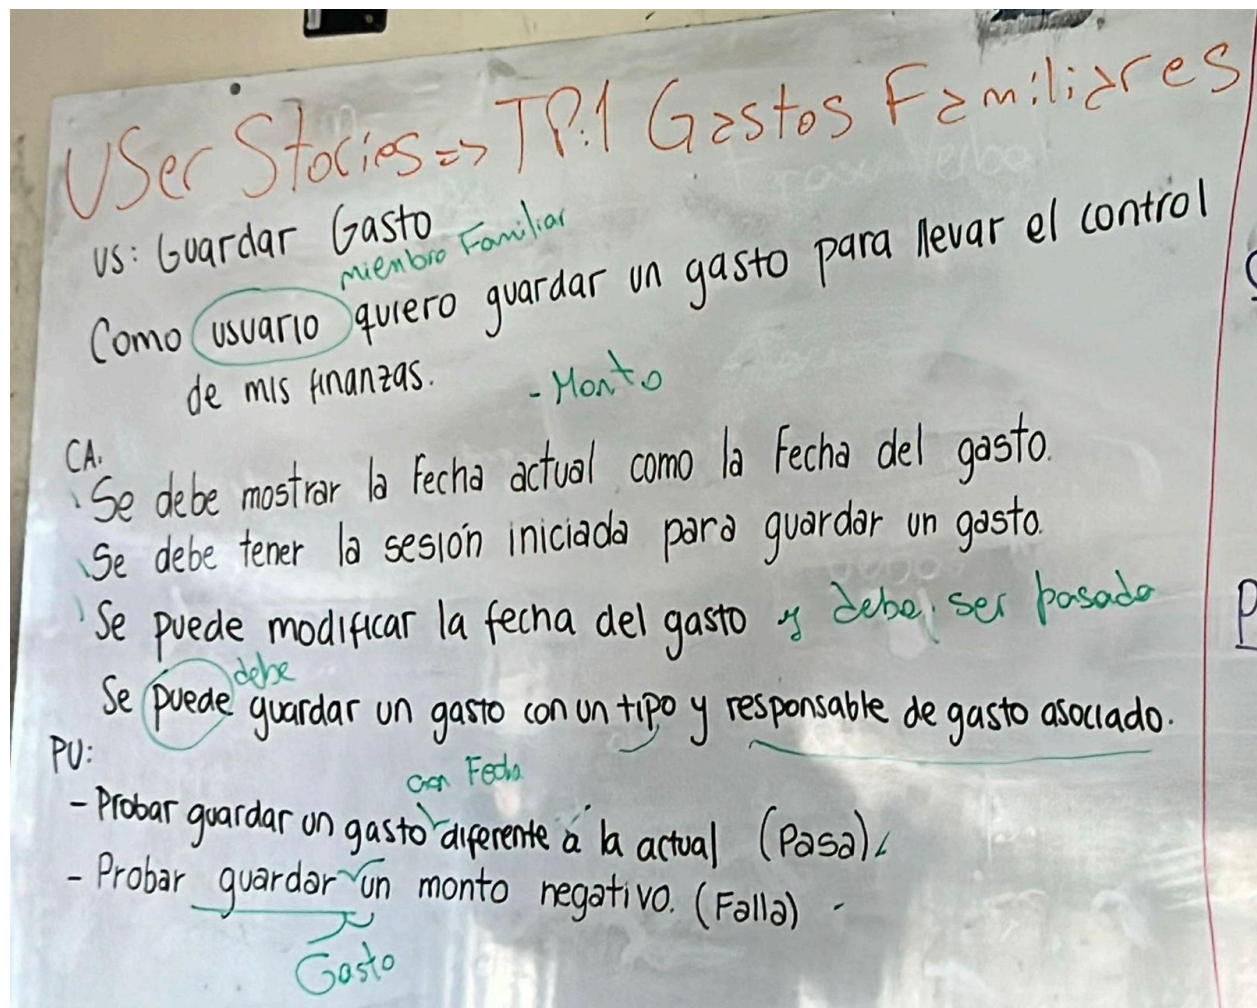 User Stories => TP:1 Gastos Familiares
US: Guardar Gasto
miembro Familiar
Como usuario quiero guardar un gasto para llevar el control
de mis finanzas.
- Monto
CA.
Se debe mostrar la Fecha actual como la Fecha del gasto.
Se debe tener la sesión iniciada para guardar un gasto.
Se puede modificar la fecha del gasto y debe ser pasada
debe
Se puede guardar un gasto con un tipo y responsable de gasto asociado.
PU:
con Fecha
- Probar guardar un gasto diferente a la actual (Pasa)
- Probar guardar un monto negativo. (Falla)
Gasto